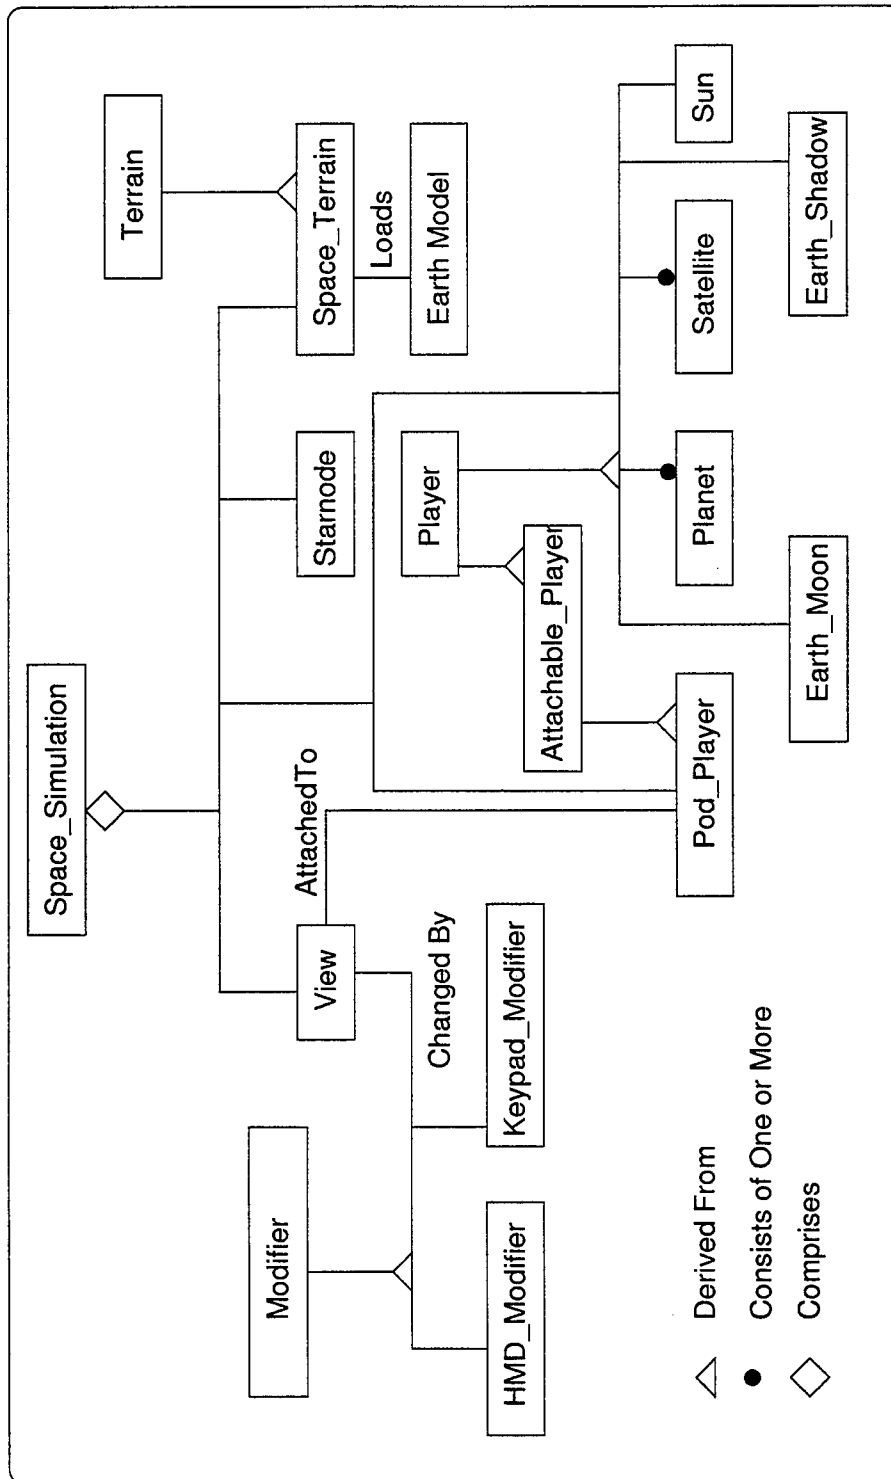 Space_Simulation
Terrain
AttachedTo
View
Starnode
Space_Terrain
Modifier
Loads
Changed By
Player
Earth Model
HMD_Modifier
Keypad_Modifier
Attachable_Player
Pod_Player
Planet
Satellite
Sun
Earth_Moon
Earth_Shadow
Derived From
Consists of One or More
Comprises